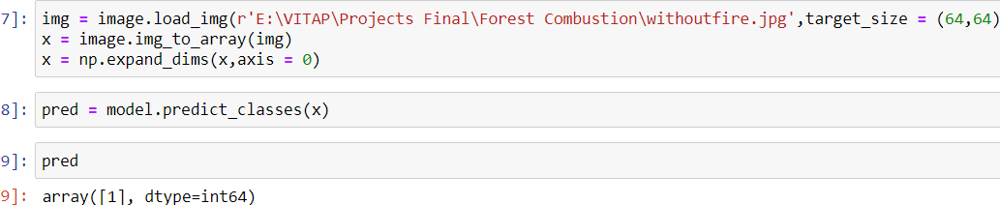 7]: img = image.load_img(r'E:\VITAP\Projects Final\Forest Combustion\withoutfire.jpg',target_size = (64,64)
x = image.img_to_array(img)
x = np.expand_dims(x,axis = 0)
8]: pred = model.predict_classes(x)
9]: pred
9]: array([1], dtype=int64)